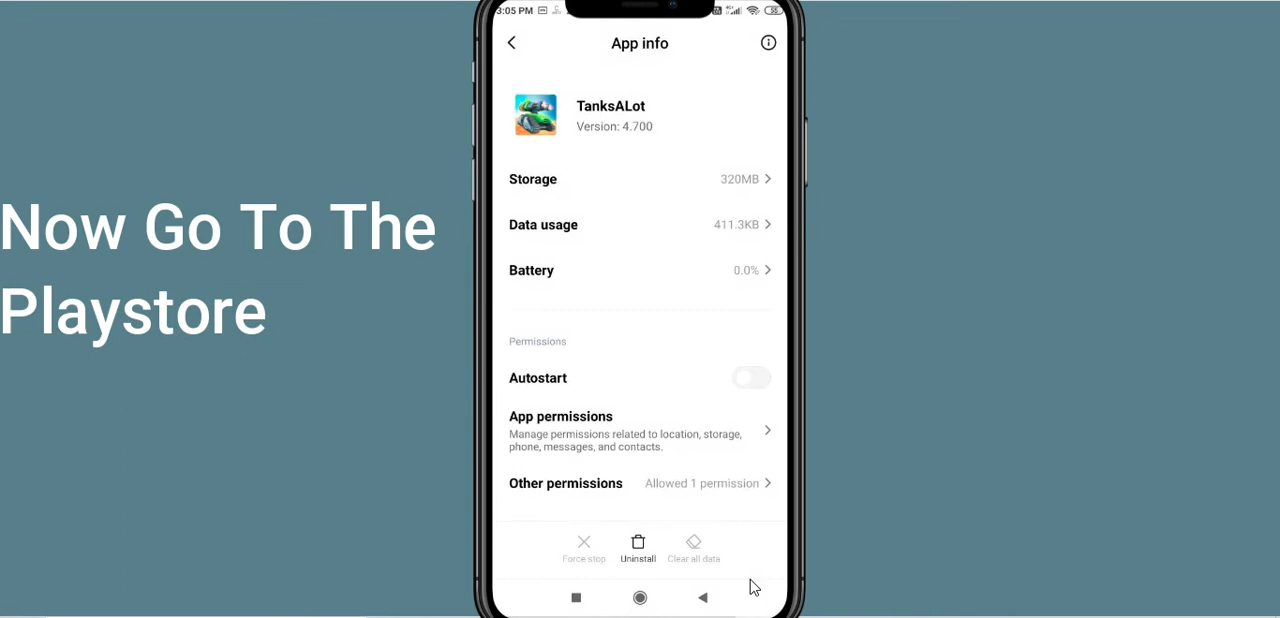 3:05 PM
App info
TanksALot
Version: 4.700
Now Go To The
Playstore
Storage 320MB
Data usage 411.3KB
Battery 0.0%
Permissions
Autostart
App permissions
Manage permissions related to location, storage,
phone, messages, and contacts.
Other permissions Allowed 1 permission
Force stop Uninstall Clear all data